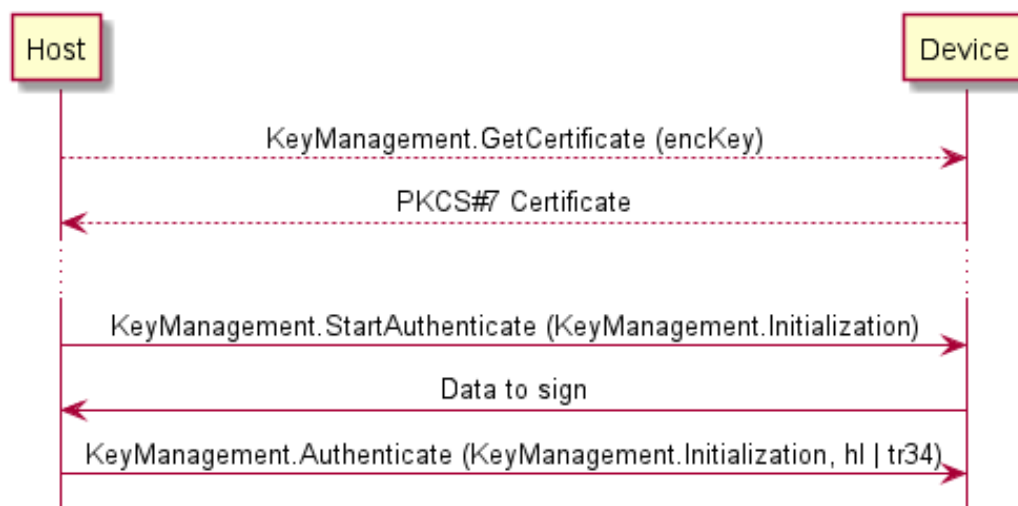 Host
Device
KeyManagement.GetCertificate (encKey)
PKCS#7 Certificate
KeyManagement.StartAuthenticate (KeyManagement.Initialization)
Data to sign
KeyManagement.Authenticate (KeyManagement.Initialization, hl | tr34)